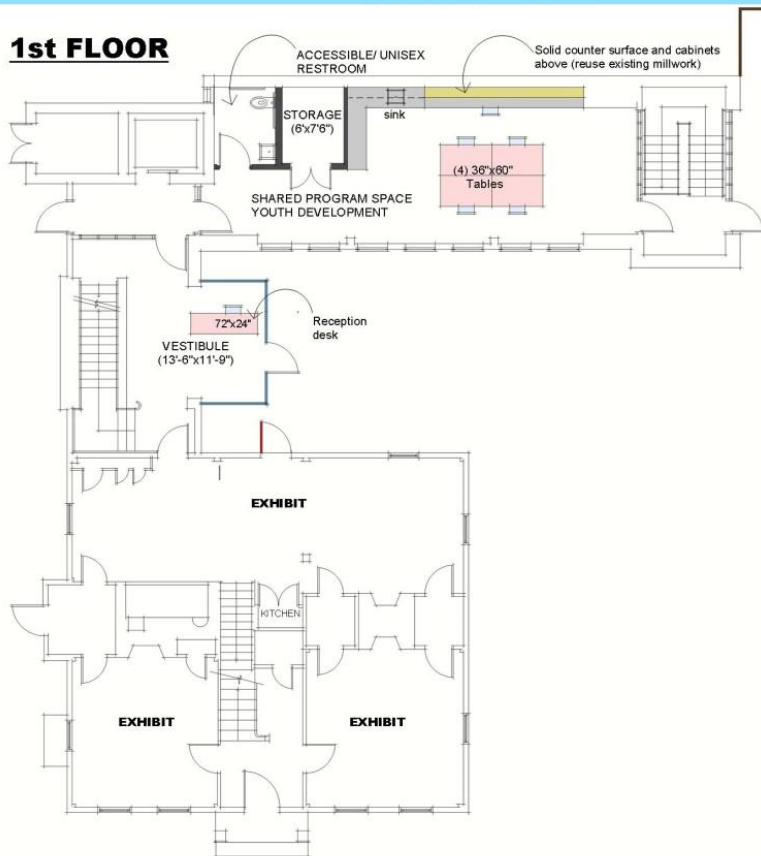 1st FLOOR
ACCESSIBLE/ UNISEX
RESTROOM
Solid counter surface and cabinets
above (reuse existing millwork)
STORAGE
(6'x7'6")
sink
(4) 36"x60"
Tables
SHARED PROGRAM SPACE
YOUTH DEVELOPMENT
72"x24"
Reception
desk
VESTIBULE
(13'-6"x11'-9")
EXHIBIT
KITCHEN
EXHIBIT
EXHIBIT